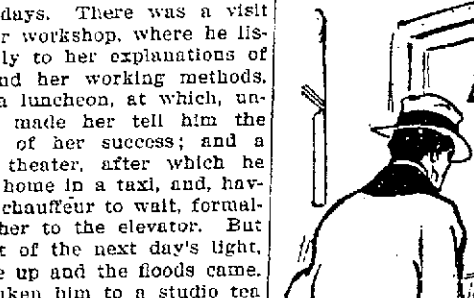 days. There was a visit
r workshop, where he lis-
ly to her explanations of
nd her working methods.
a luncheon, at which, un-
made her tell him the
of her success; and a
theater, after which he
home in a taxi, and, hav-
chauffeur to wait, formal-
her to the elevator. But
t of the next day's light,
e up and the floods came.
ken him to a studio tea